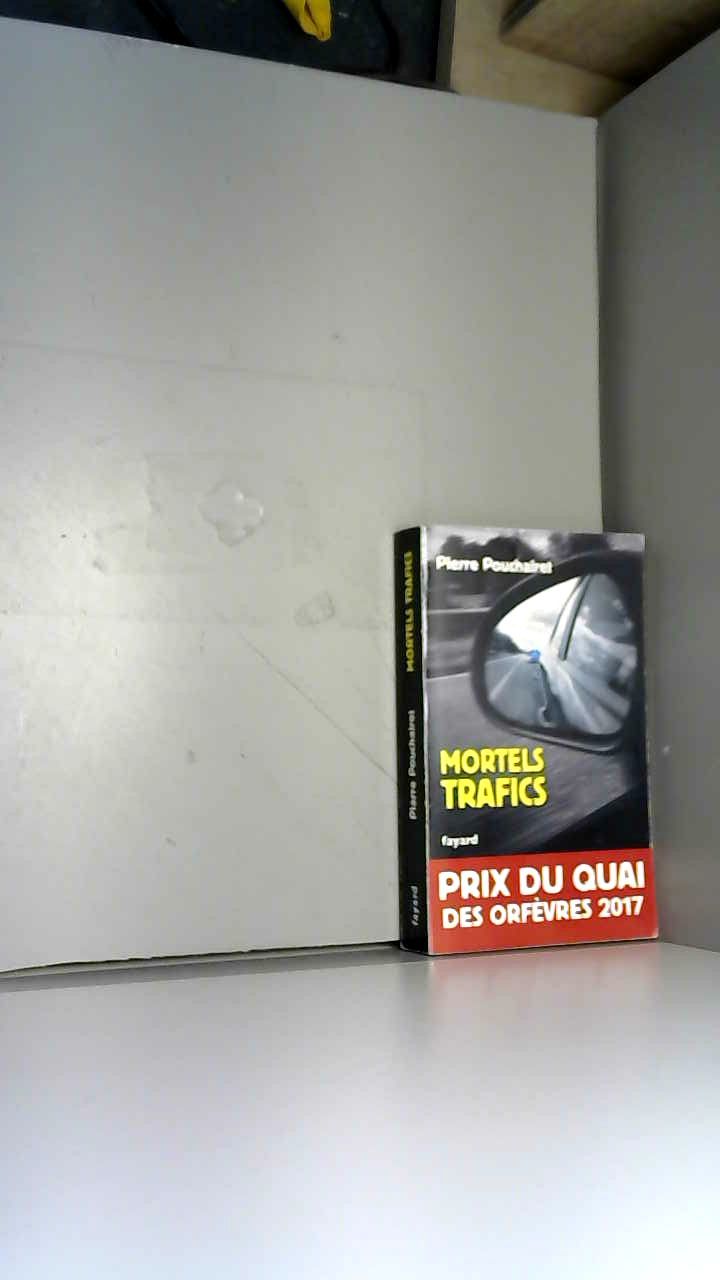 MORTELS TRAFICS
Pierre Pouchairet
fayard
Pierre Pouchairet
MORTELS
TRAFICS
fayard
PRIX DU QUAI
DES ORFÈVRES 2017